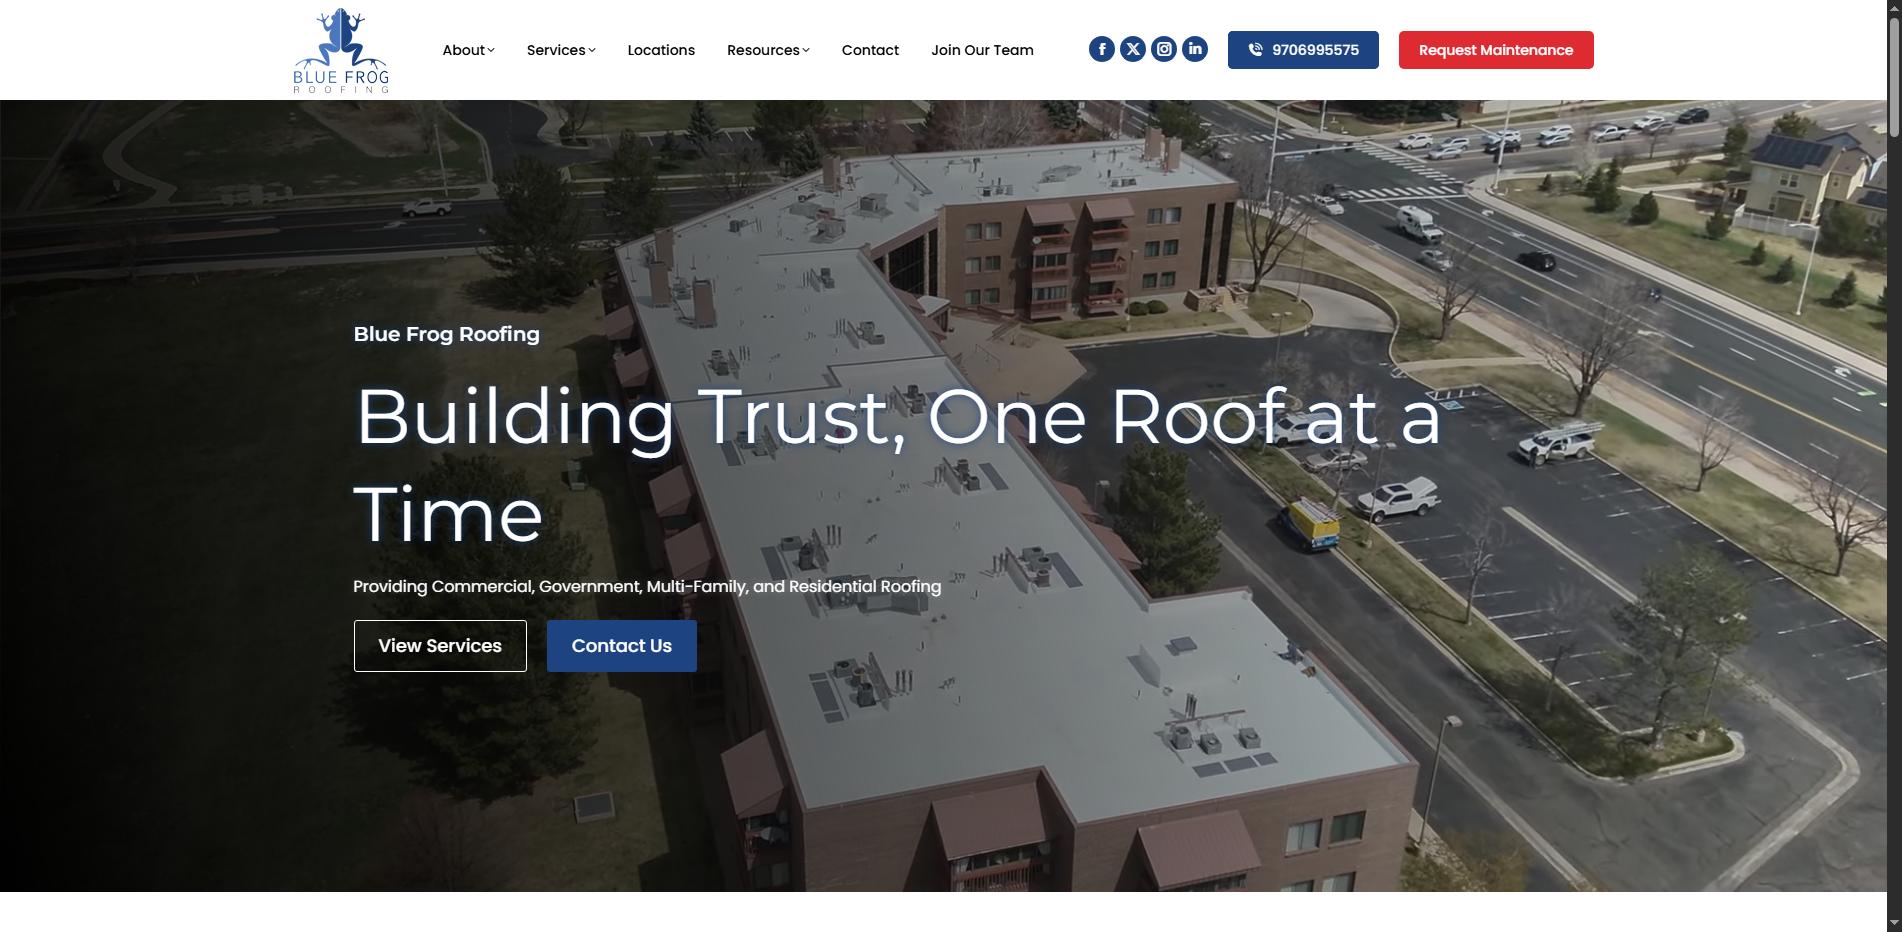 BLUE FROG
ROOFING
About
Services
Locations
Resources
Contact
Join Our Team
9706995575
Request Maintenance
Blue Frog Roofing
Building Trust, One Roof at a
Time
Providing Commercial, Government, Multi-Family, and Residential Roofing
View Services
Contact Us